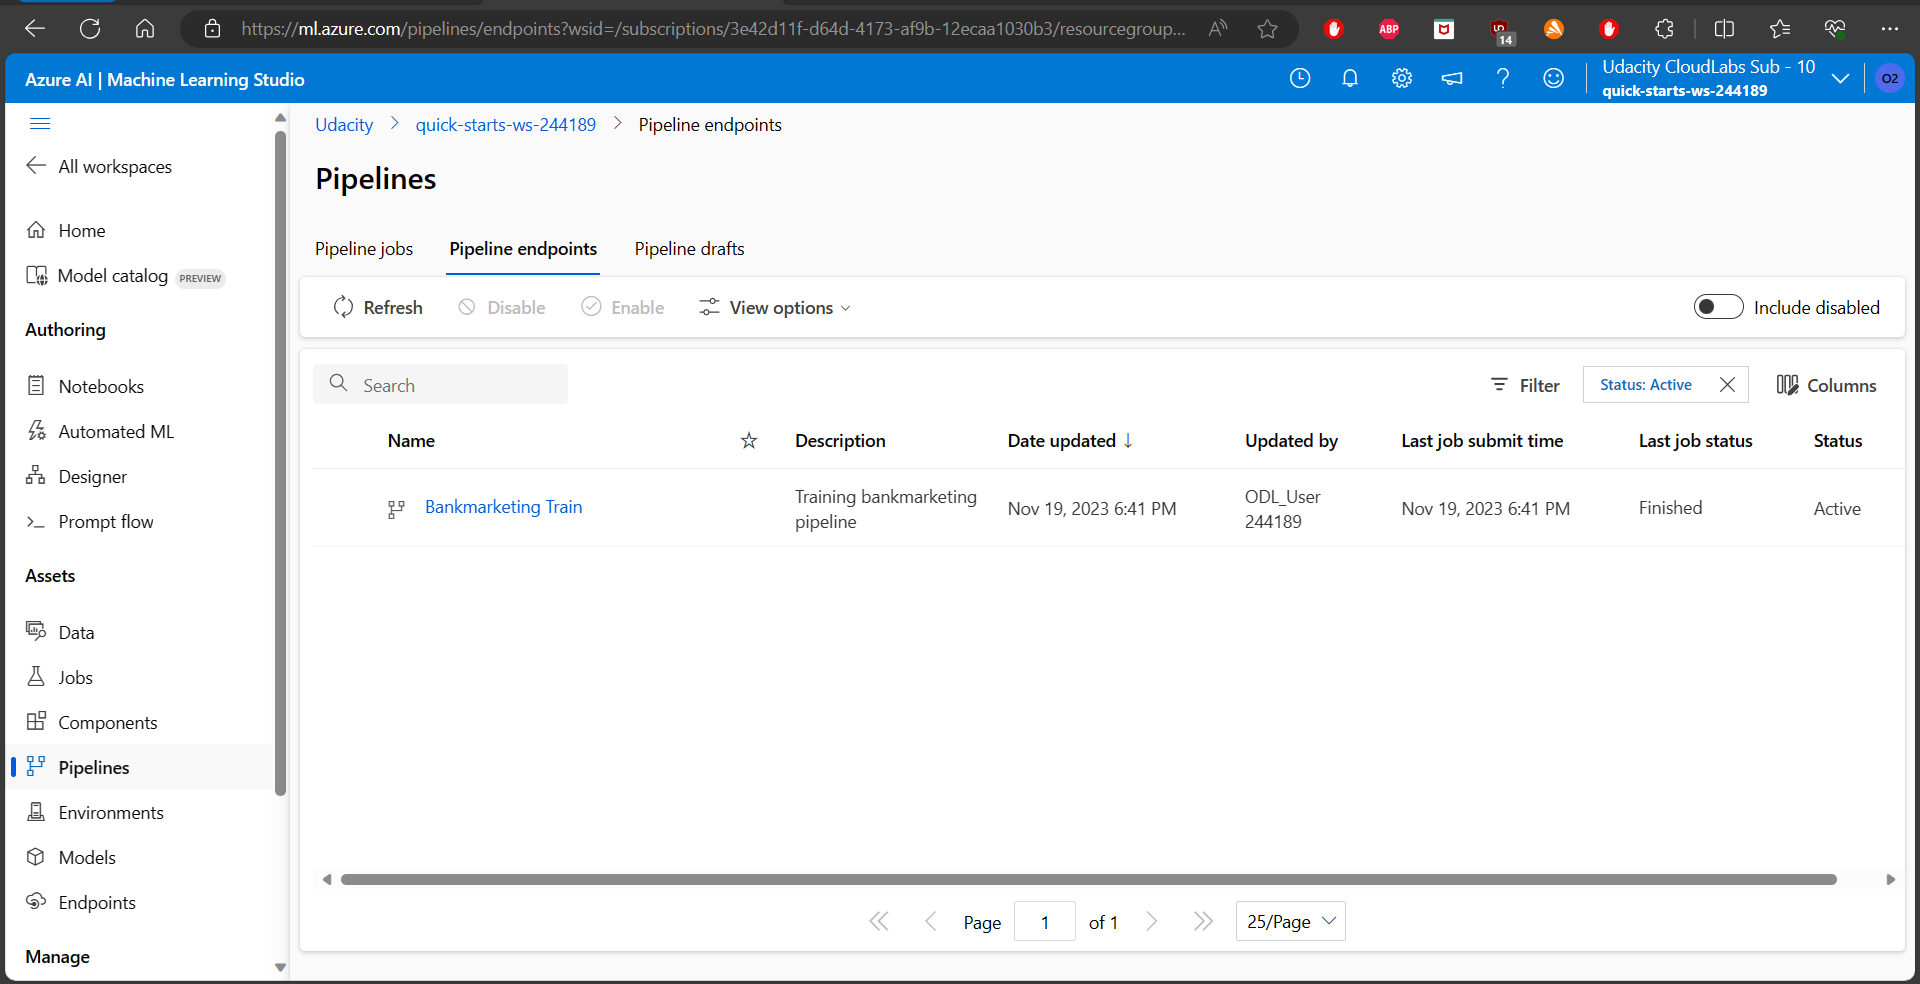 https://ml.azure.com/pipelines/endpoints?wsid=/subscriptions/3e42d11f-d64d-4173-af9b-12ecaa1030b3/resourcegroup...
ABP
14
Azure AI | Machine Learning Studio
Udacity CloudLabs Sub - 10
quick-starts-ws-244189
O2
All workspaces
Home
Model catalog PREVIEW
Authoring
Notebooks
Automated ML
Designer
Prompt flow
Assets
Data
Jobs
Components
Pipelines
Environments
Models
Endpoints
Manage
Udacity > quick-starts-ws-244189 > Pipeline endpoints
Pipelines
Pipeline jobs Pipeline endpoints Pipeline drafts
Refresh Disable Enable View options Include disabled
Search Filter Status: Active Columns
Name Description Date updated ↓ Updated by Last job submit time Last job status Status
Bankmarketing Train Training bankmarketing pipeline Nov 19, 2023 6:41 PM ODL_User 244189 Nov 19, 2023 6:41 PM Finished Active
Page 1 of 1 25/Page